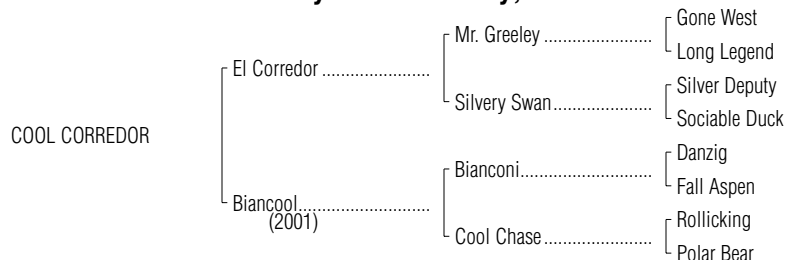 Gone West
Mr. Greeley ........................
Long Legend
El Corredor ........................
Silver Deputy
Silvery Swan......................
Sociable Duck
COOL CORREDOR
Danzig
Bianconi.............................
Fall Aspen
Biancool.............................
(2001)
Rollicking
Cool Chase........................
Polar Bear